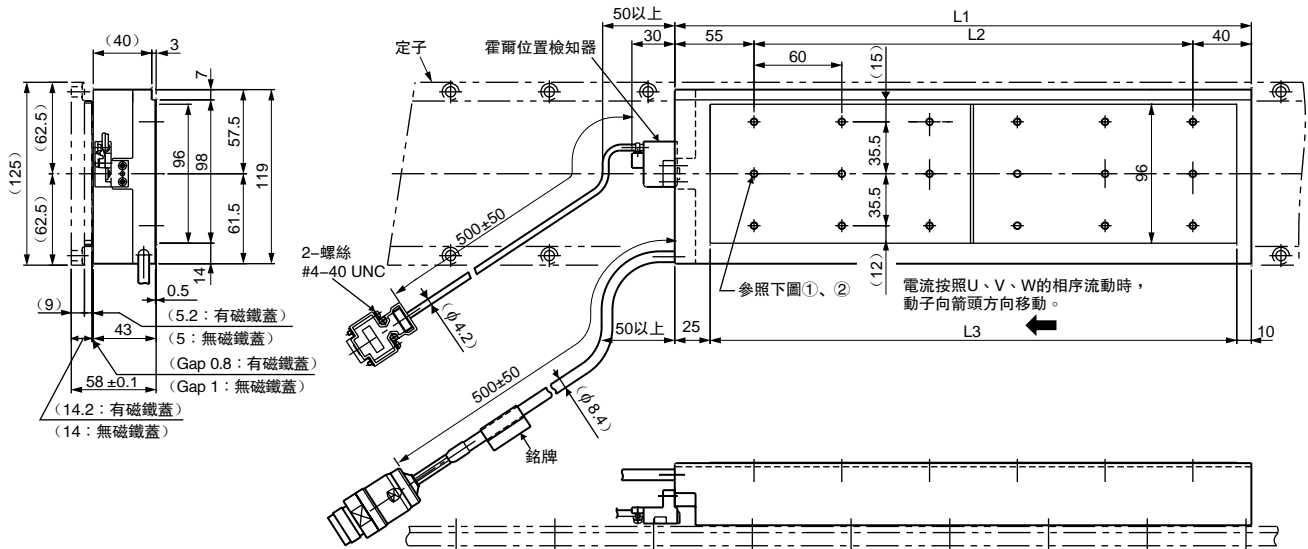 50以上
L1
(40)
3
30
55
L2
40
定子
霍爾位置檢知器
60
(15)
7
(125)
(62.5)
(62.5)
96
98
57.5
61.5
119
14
35.5
35.5
96
(12)
500±50
2-螺絲
#4-40 UNC
(φ4.2)
參照下圖①、②
電流按照U、V、W的相序流動時，
動子向箭頭方向移動。
0.5
(9)
(5.2：有磁鐵蓋)
43
(5：無磁鐵蓋)
(Gap 0.8：有磁鐵蓋)
58 ±0.1
(Gap 1：無磁鐵蓋)
(14.2：有磁鐵蓋)
(14：無磁鐵蓋)
50以上
25
L3
10
500±50
(φ8.4)
銘牌